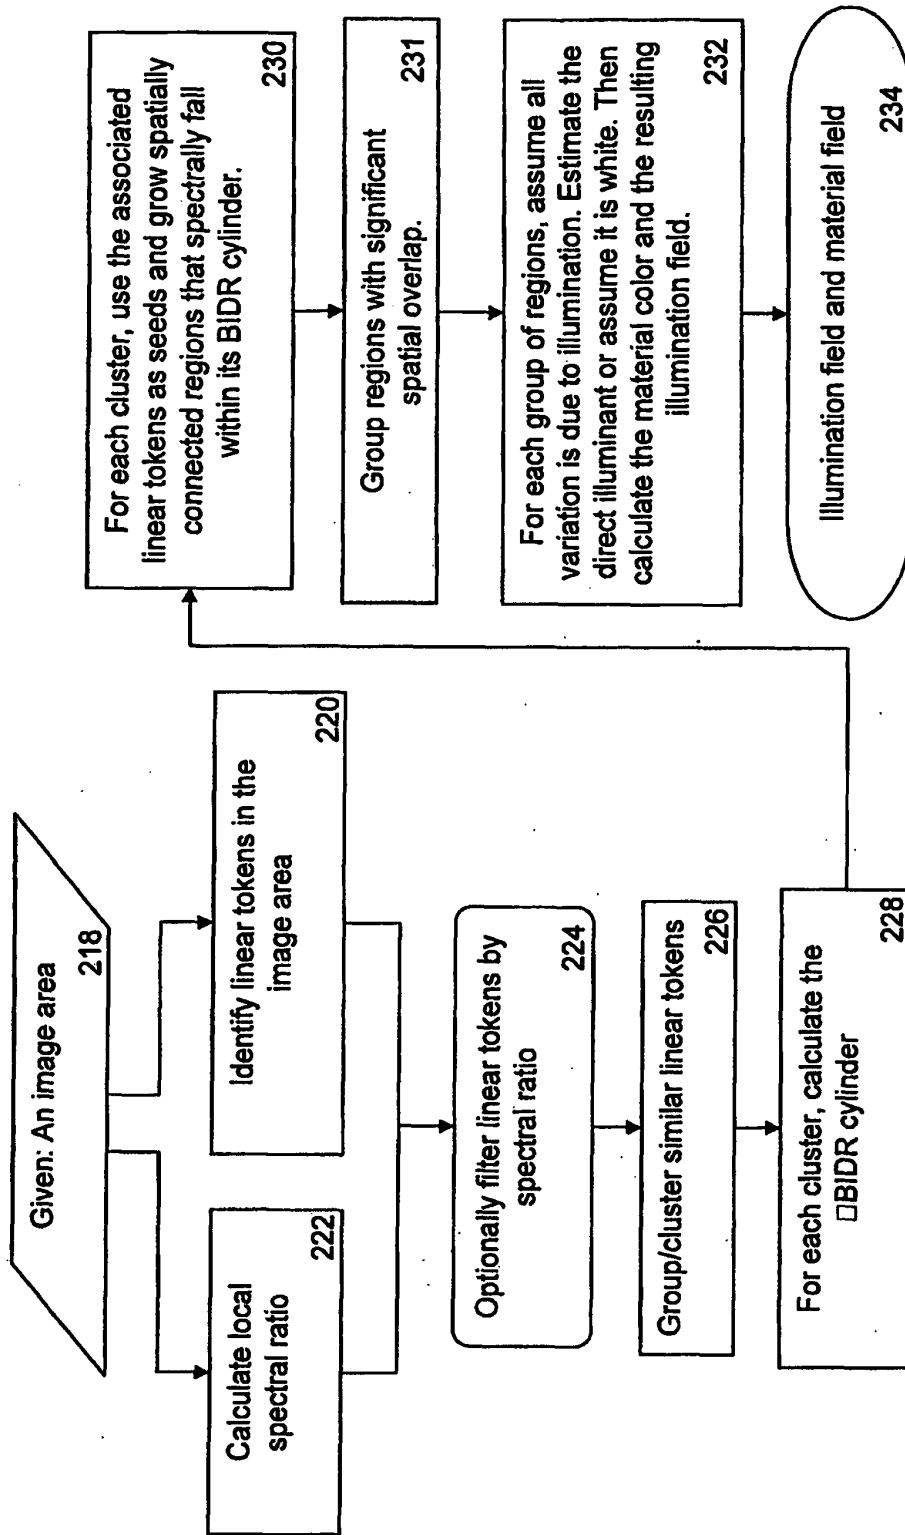 Given: An image area
218
Calculate local
spectral ratio
222
Identify linear tokens in the
image area
220
Optionally filter linear tokens by
spectral ratio
224
Group/cluster similar linear tokens
226
For each cluster, calculate the
□BIDR cylinder
228
For each cluster, use the associated
linear tokens as seeds and grow spatially
connected regions that spectrally fall
within its BIDR cylinder.
230
Group regions with significant
spatial overlap.
231
For each group of regions, assume all
variation is due to illumination. Estimate the
direct illuminant or assume it is white. Then
calculate the material color and the resulting
illumination field.
232
Illumination field and material field
234